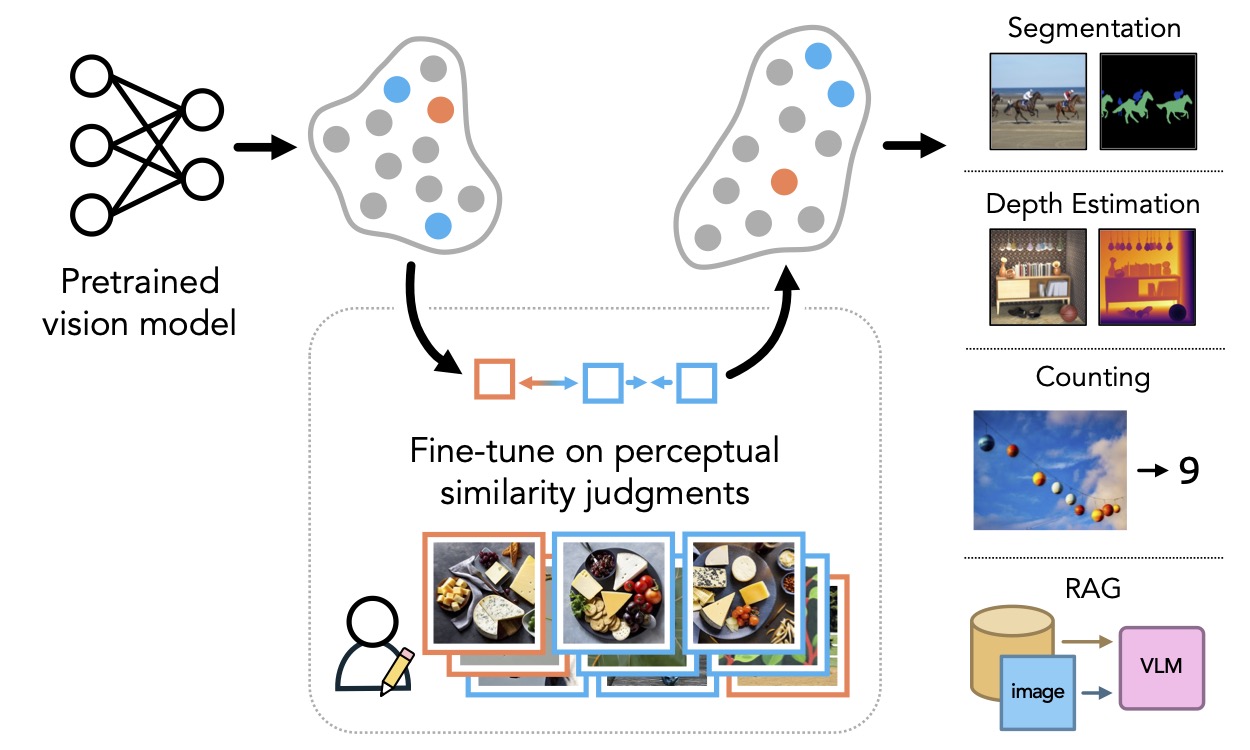 Pretrained
vision model
Fine-tune on perceptual
similarity judgments
Segmentation
Depth Estimation
Counting
9
RAG
image
VLM